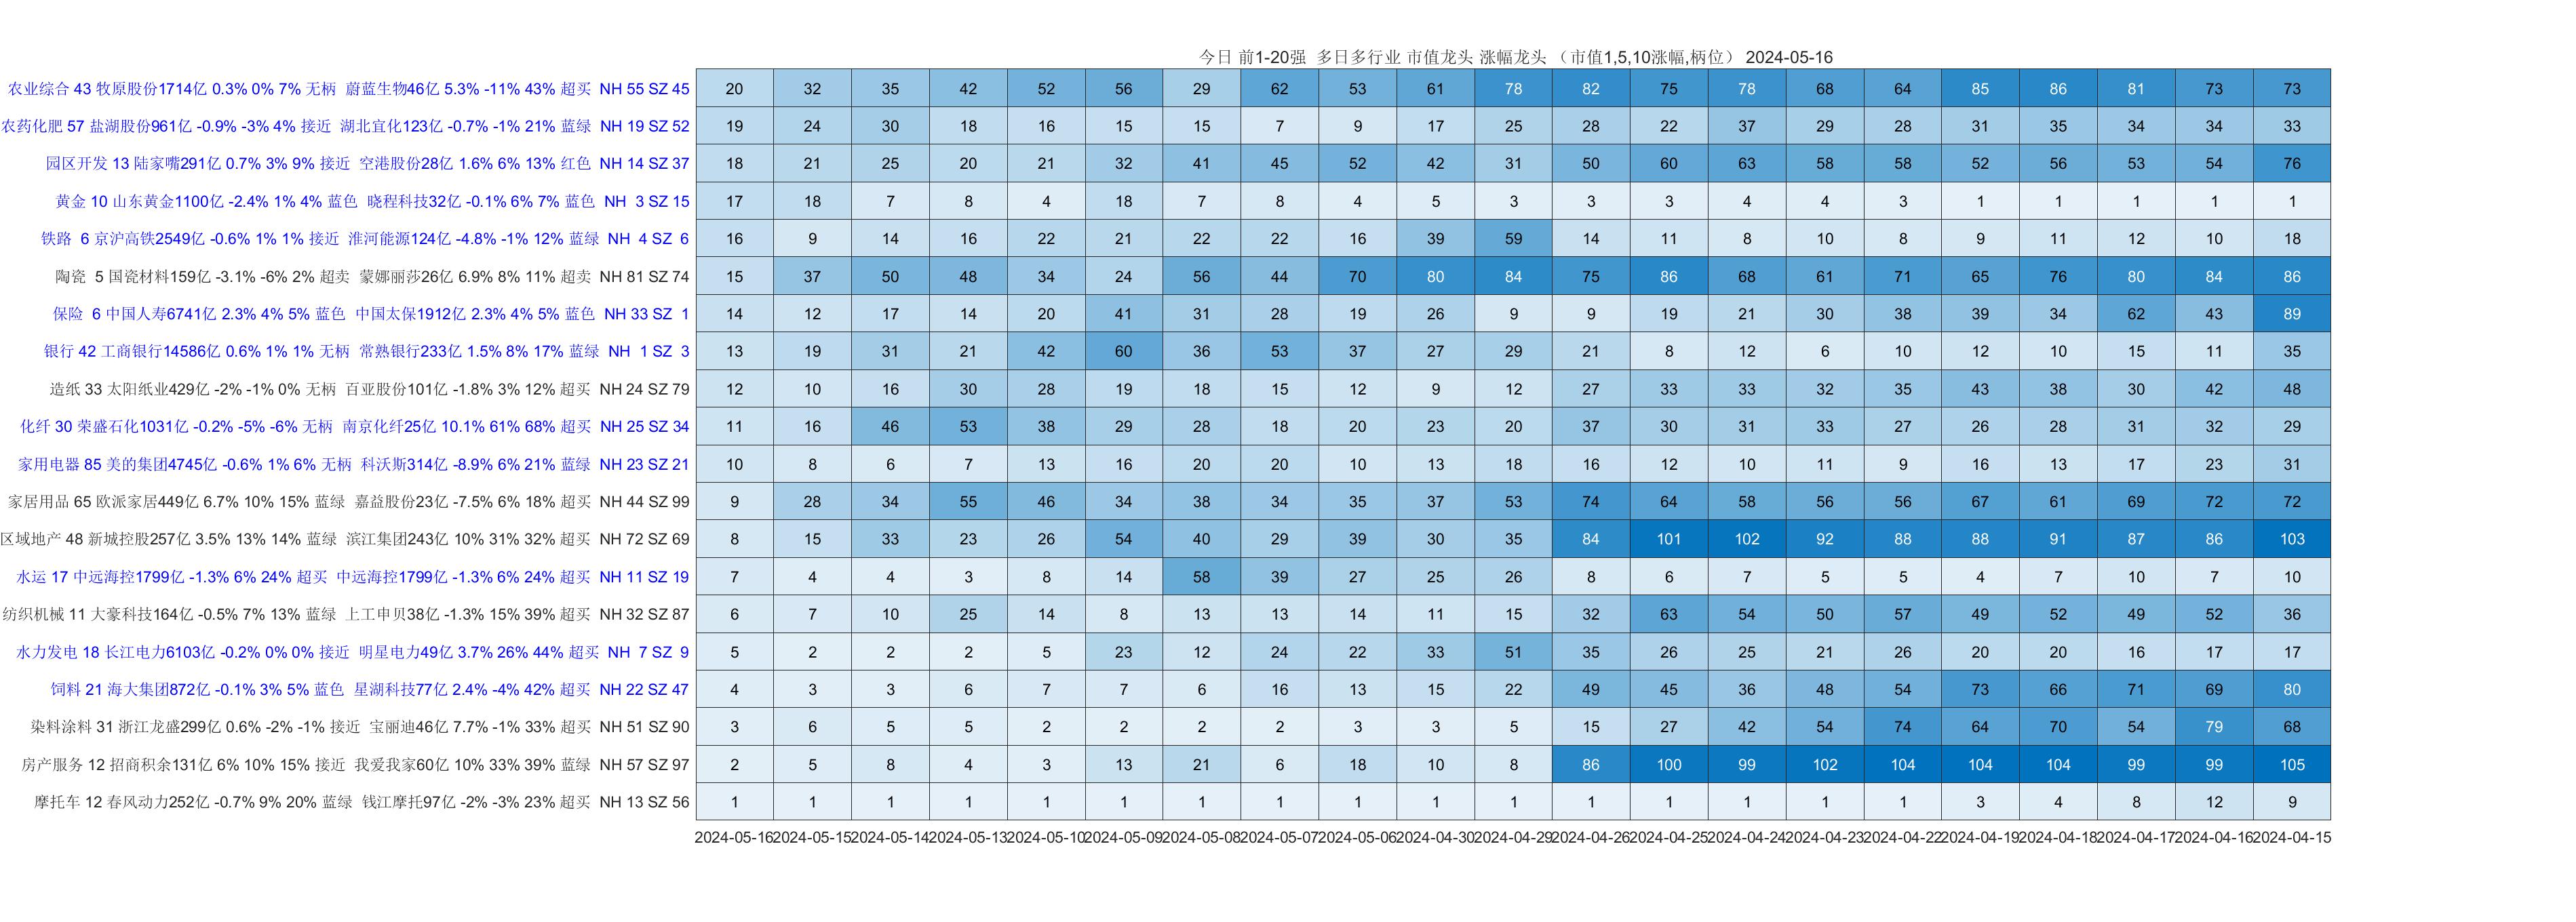 今日 前1-20强 多日多行业 市值龙头 涨幅龙头 （市值1,5,10涨幅,柄位） 2024-05-16
农业综合 43 牧原股份1714亿 0.3% 0% 7% 无柄 蔚蓝生物46亿 5.3% -11% 43% 超买 NH 55 SZ 45 20 32 35 42 52 56 29 62 53 61 78 82 75 78 68 64 85 86 81 73 73
农药化肥 57 盐湖股份961亿 -0.9% -3% 4% 接近 湖北宜化123亿 -0.7% -1% 21% 蓝绿 NH 19 SZ 52 19 24 30 18 16 15 15 7 9 17 25 28 22 37 29 28 31 35 34 34 33
园区开发 13 陆家嘴291亿 0.7% 3% 9% 接近 空港股份28亿 1.6% 6% 13% 红色 NH 14 SZ 37 18 21 25 20 21 32 41 45 52 42 31 50 60 63 58 58 52 56 53 54 76
黄金 10 山东黄金1100亿 -2.4% 1% 4% 蓝色 晓程科技32亿 -0.1% 6% 7% 蓝色 NH 3 SZ 15 17 18 7 8 4 18 7 8 4 5 3 3 3 4 4 3 1 1 1 1 1
铁路 6 京沪高铁2549亿 -0.6% 1% 1% 接近 淮河能源124亿 -4.8% -1% 12% 蓝绿 NH 4 SZ 6 16 9 14 16 22 21 22 22 16 39 59 14 11 8 10 8 9 11 12 10 18
陶瓷 5 国瓷材料159亿 -3.1% -6% 2% 超卖 蒙娜丽莎26亿 6.9% 8% 11% 超卖 NH 81 SZ 74 15 37 50 48 34 24 56 44 70 80 84 75 86 68 61 71 65 76 80 84 86
保险 6 中国人寿6741亿 2.3% 4% 5% 蓝色 中国太保1912亿 2.3% 4% 5% 蓝色 NH 33 SZ 1 14 12 17 14 20 41 31 28 19 26 9 9 19 21 30 38 39 34 62 43 89
银行 42 工商银行14586亿 0.6% 1% 1% 无柄 常熟银行233亿 1.5% 8% 17% 蓝绿 NH 1 SZ 3 13 19 31 21 42 60 36 53 37 27 29 21 8 12 6 10 12 10 15 11 35
造纸 33 太阳纸业429亿 -2% -1% 0% 无柄 百亚股份101亿 -1.8% 3% 12% 超买 NH 24 SZ 79 12 10 16 30 28 19 18 15 12 9 12 27 33 33 32 35 43 38 30 42 48
化纤 30 荣盛石化1031亿 -0.2% -5% -6% 无柄 南京化纤25亿 10.1% 61% 68% 超买 NH 25 SZ 34 11 16 46 53 38 29 28 18 20 23 20 37 30 31 33 27 26 28 31 32 29
家用电器 85 美的集团4745亿 -0.6% 1% 6% 无柄 科沃斯314亿 -8.9% 6% 21% 蓝绿 NH 23 SZ 21 10 8 6 7 13 16 20 20 10 13 18 16 12 10 11 9 16 13 17 23 31
家居用品 65 欧派家居449亿 6.7% 10% 15% 蓝绿 嘉益股份23亿 -7.5% 6% 18% 超买 NH 44 SZ 99 9 28 34 55 46 34 38 34 35 37 53 74 64 58 56 56 67 61 69 72 72
区域地产 48 新城控股257亿 3.5% 13% 14% 蓝绿 滨江集团243亿 10% 31% 32% 超买 NH 72 SZ 69 8 15 33 23 26 54 40 29 39 30 35 84 101 102 92 88 88 91 87 86 103
水运 17 中远海控1799亿 -1.3% 6% 24% 超买 中远海控1799亿 -1.3% 6% 24% 超买 NH 11 SZ 19 7 4 4 3 8 14 58 39 27 25 26 8 6 7 5 5 4 7 10 7 10
纺织机械 11 大豪科技164亿 -0.5% 7% 13% 蓝绿 上工申贝38亿 -1.3% 15% 39% 超买 NH 32 SZ 87 6 7 10 25 14 8 13 13 14 11 15 32 63 54 50 57 49 52 49 52 36
水力发电 18 长江电力6103亿 -0.2% 0% 0% 接近 明星电力49亿 3.7% 26% 44% 超买 NH 7 SZ 9 5 2 2 2 5 23 12 24 22 33 51 35 26 25 21 26 20 20 16 17 17
饲料 21 海大集团872亿 -0.1% 3% 5% 蓝色 星湖科技77亿 2.4% -4% 42% 超买 NH 22 SZ 47 4 3 3 6 7 7 6 16 13 15 22 49 45 36 48 54 73 66 71 69 80
染料涂料 31 浙江龙盛299亿 0.6% -2% -1% 接近 宝丽迪46亿 7.7% -1% 33% 超买 NH 51 SZ 90 3 6 5 5 2 2 2 2 3 3 5 15 27 42 54 74 64 70 54 79 68
房产服务 12 招商积余131亿 6% 10% 15% 接近 我爱我家60亿 10% 33% 39% 蓝绿 NH 57 SZ 97 2 5 8 4 3 13 21 6 18 10 8 86 100 99 102 104 104 104 99 99 105
摩托车 12 春风动力252亿 -0.7% 9% 20% 蓝绿 钱江摩托97亿 -2% -3% 23% 超买 NH 13 SZ 56 1 1 1 1 1 1 1 1 1 1 1 1 1 1 1 1 3 4 8 12 9
2024-05-16 2024-05-15 2024-05-14 2024-05-13 2024-05-10 2024-05-09 2024-05-08 2024-05-07 2024-05-06 2024-04-30 2024-04-29 2024-04-26 2024-04-25 2024-04-24 2024-04-23 2024-04-22 2024-04-19 2024-04-18 2024-04-17 2024-04-16 2024-04-15